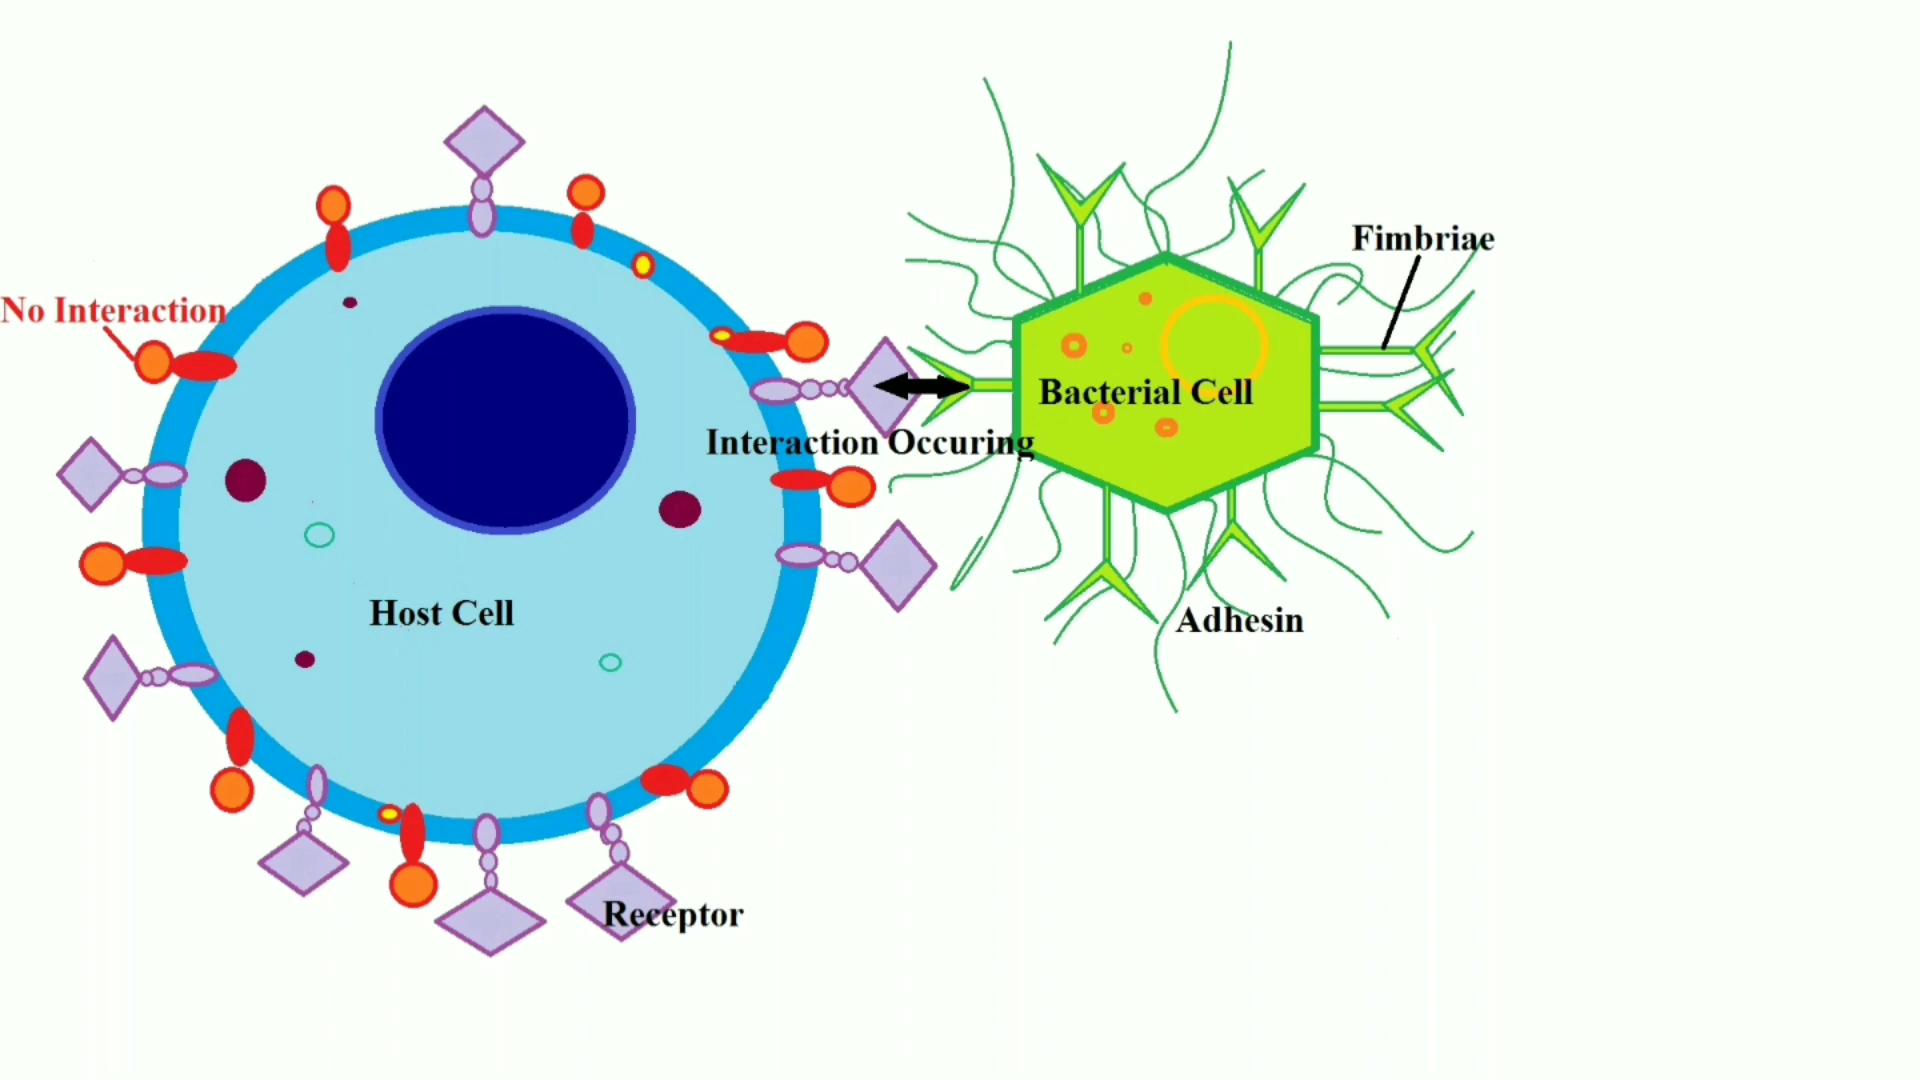 Fimbriae
No Interaction
Bacterial Cell
Interaction Occuring
Host Cell
Adhesin
Receptor